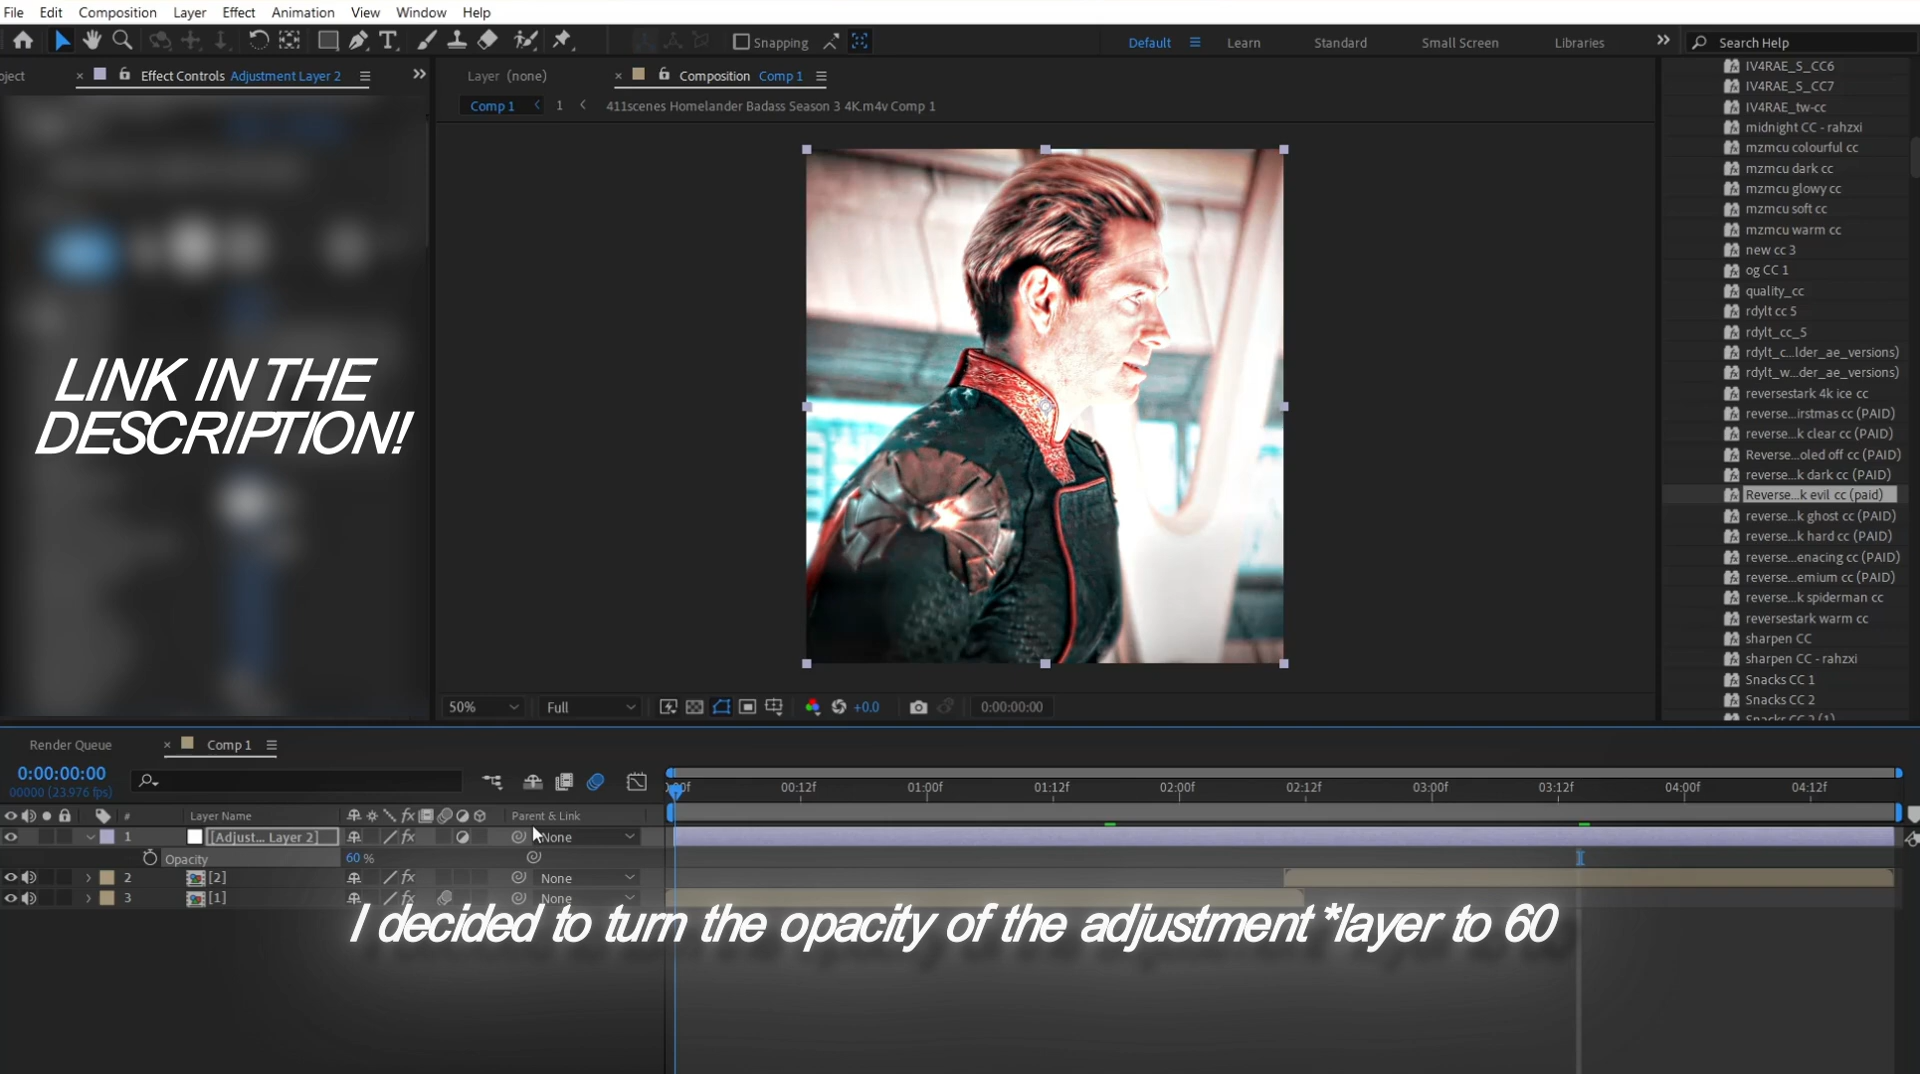 File Edit Composition Layer Effect Animation View Window Help
Snapping
Default Learn Standard Small Screen Libraries Search Help
oject Effect Controls Adjustment Layer 2
Layer (none) Composition Comp 1
Comp 1 1 411scenes Homelander Badass Season 3 4K.m4v Comp 1
IV4RAE_S_CC6
IV4RAE_S_CC7
IV4RAE_tw-cc
midnight CC - rahzxi
mzmcu colourful cc
mzmcu dark cc
mzmcu glowy cc
mzmcu soft cc
mzmcu warm cc
new cc 3
og CC 1
quality_cc
rdylt cc 5
rdylt_cc_5
rdylt_c...lder_ae_versions)
rdylt_w...der_ae_versions)
reversestark 4k ice cc
reverse...irstmas cc (PAID)
reverse...k clear cc (PAID)
Reverse...oled off cc (PAID)
reverse...k dark cc (PAID)
Reverse...k evil cc (paid)
reverse...k ghost cc (PAID)
reverse...k hard cc (PAID)
reverse...enacing cc (PAID)
reverse...emium cc (PAID)
reverse...k spiderman cc
reversestark warm cc
sharpen CC
sharpen CC - rahzxi
Snacks CC 1
Snacks CC 2
Snacks CC 2 (1)
LINK IN THE
DESCRIPTION!
50% Full +0.0 0:00:00:00
Render Queue Comp 1
0:00:00:00
00000 (23.976 fps)
:00f 00:12f 01:00f 01:12f 02:00f 02:12f 03:00f 03:12f 04:00f 04:12f
# Layer Name Parent & Link
1 [Adjust... Layer 2] None
Opacity 60 %
2 [2] None
3 [1] None
I decided to turn the opacity of the adjustment *layer to 60